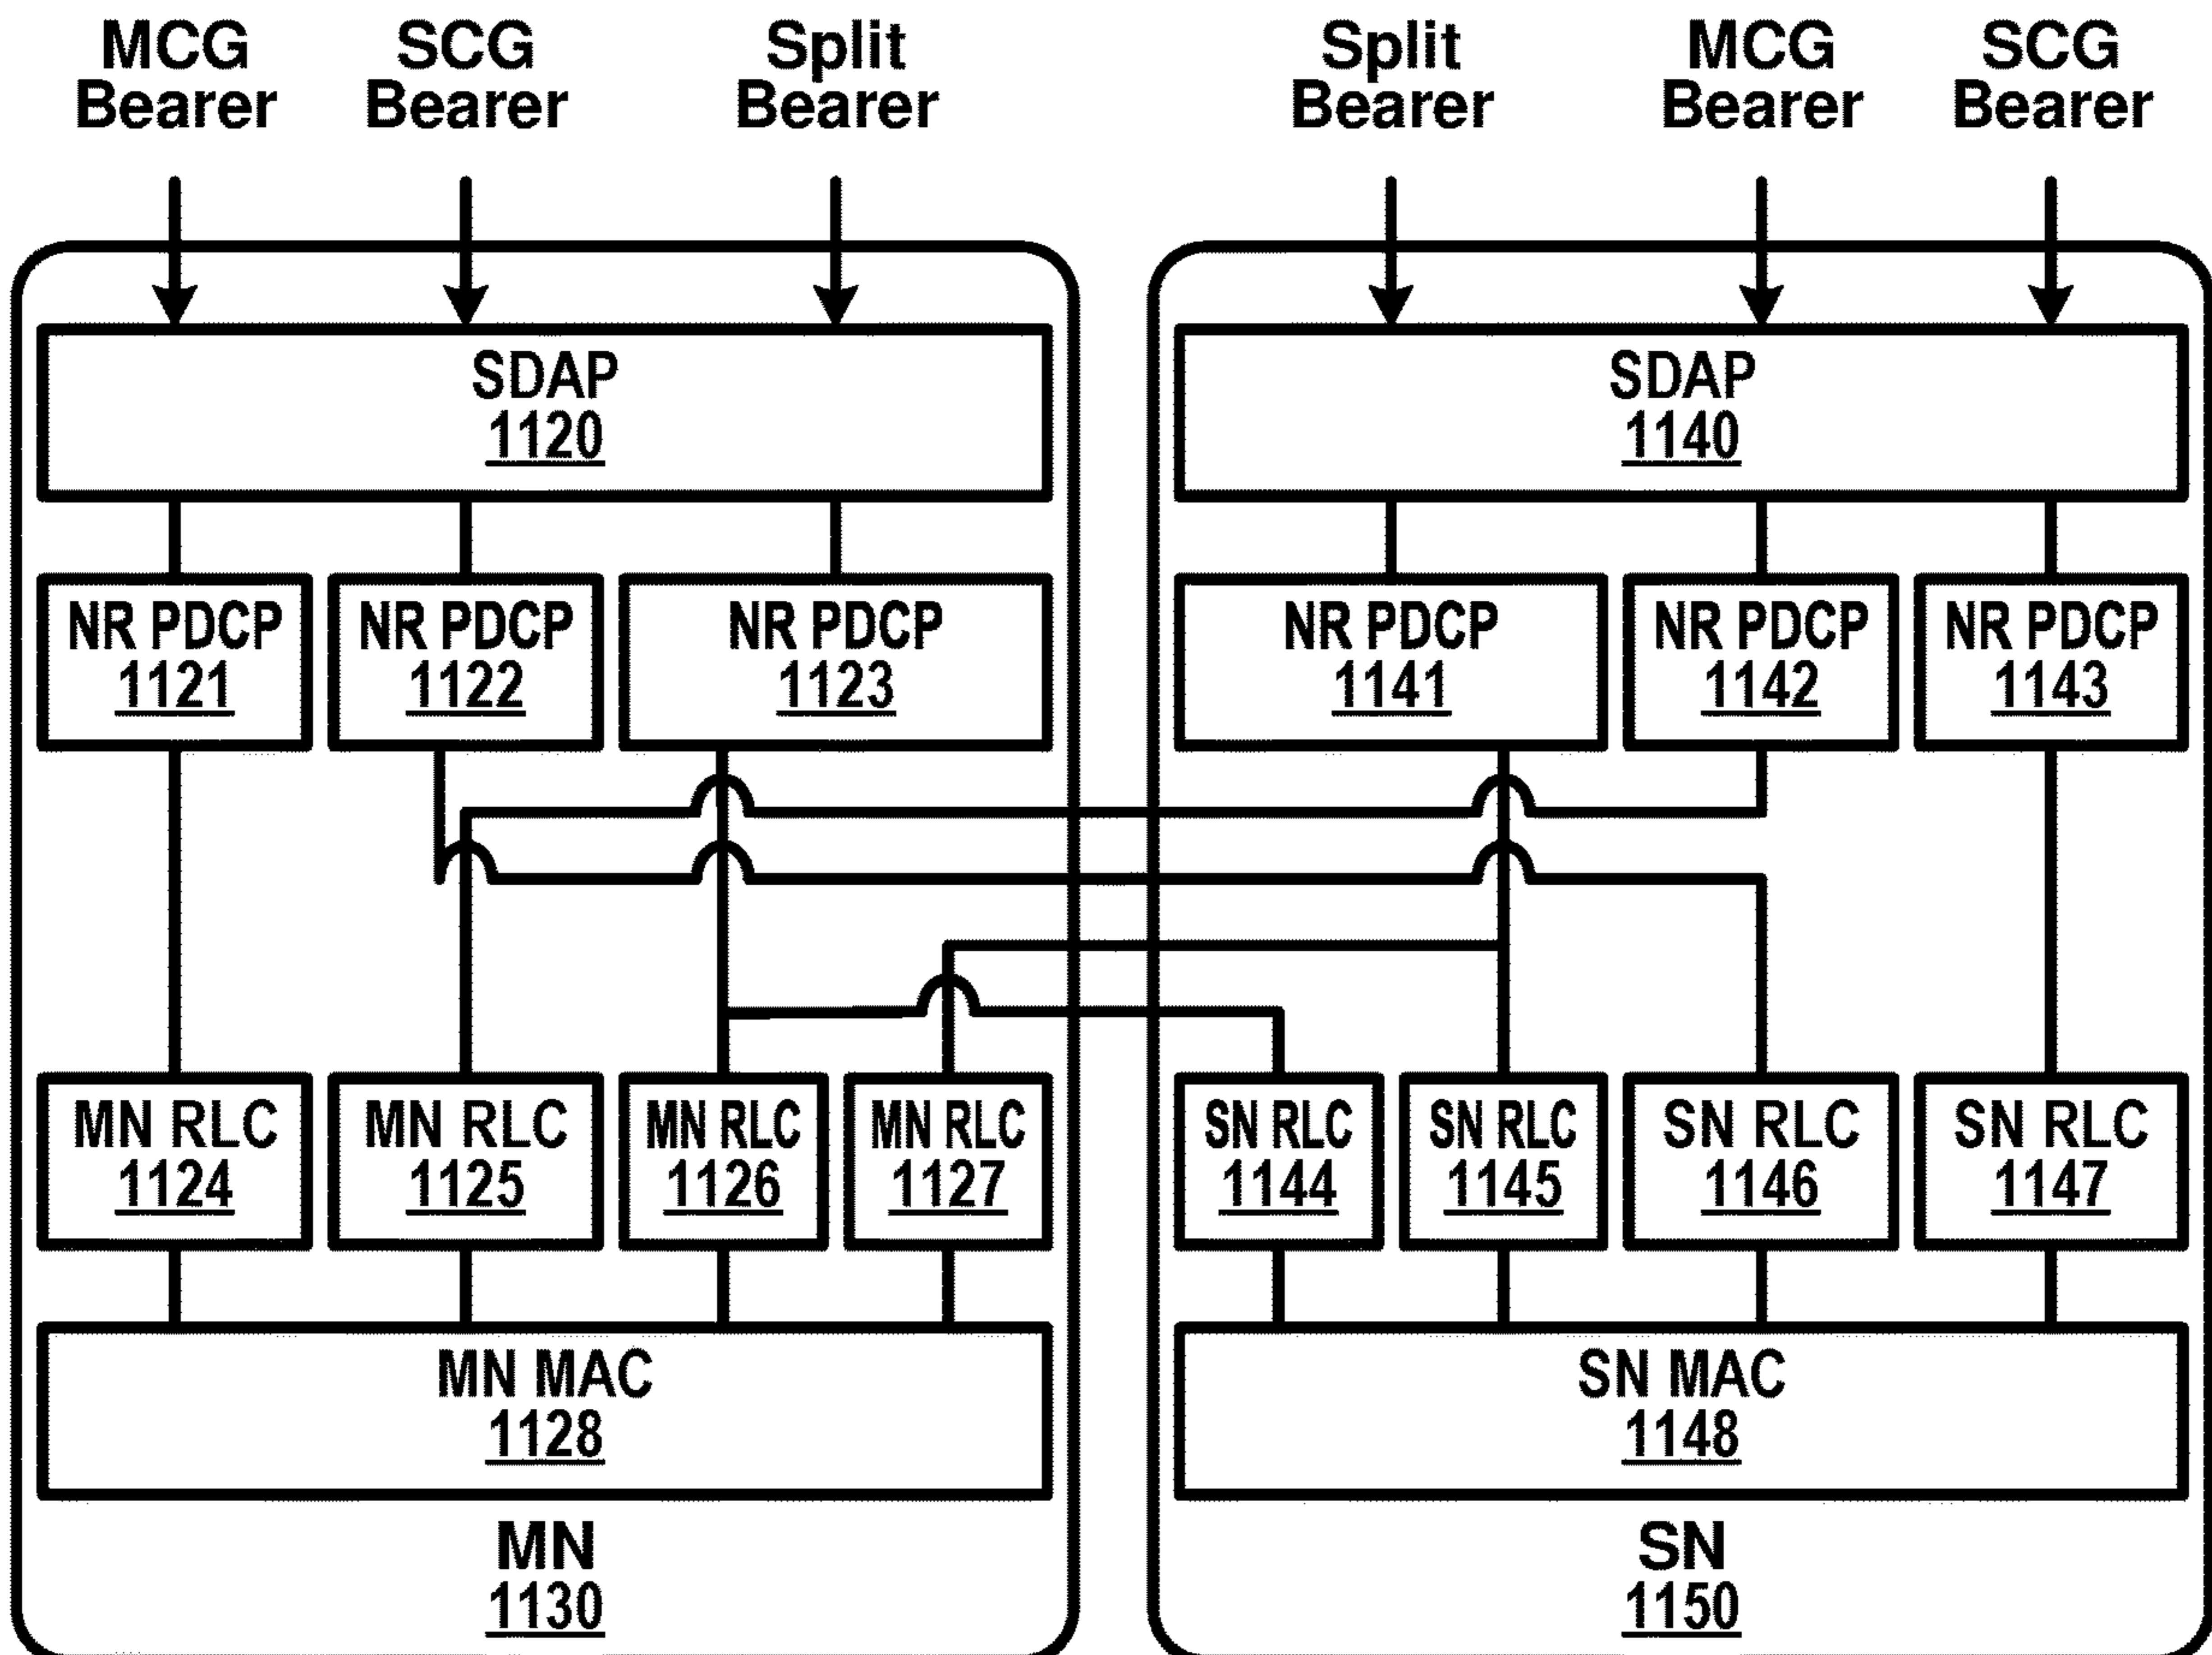 MCG
Bearer
SCG
Bearer
Split
Bearer
Split
Bearer
MCG
Bearer
SCG
Bearer
SDAP
1120
SDAP
1140
NR PDCP
1121
NR PDCP
1122
NR PDCP
1123
NR PDCP
1141
NR PDCP
1142
NR PDCP
1143
MN RLC
1124
MN RLC
1125
MN RLC
1126
MN RLC
1127
SN RLC
1144
SN RLC
1145
SN RLC
1146
SN RLC
1147
MN MAC
1128
SN MAC
1148
MN
1130
SN
1150